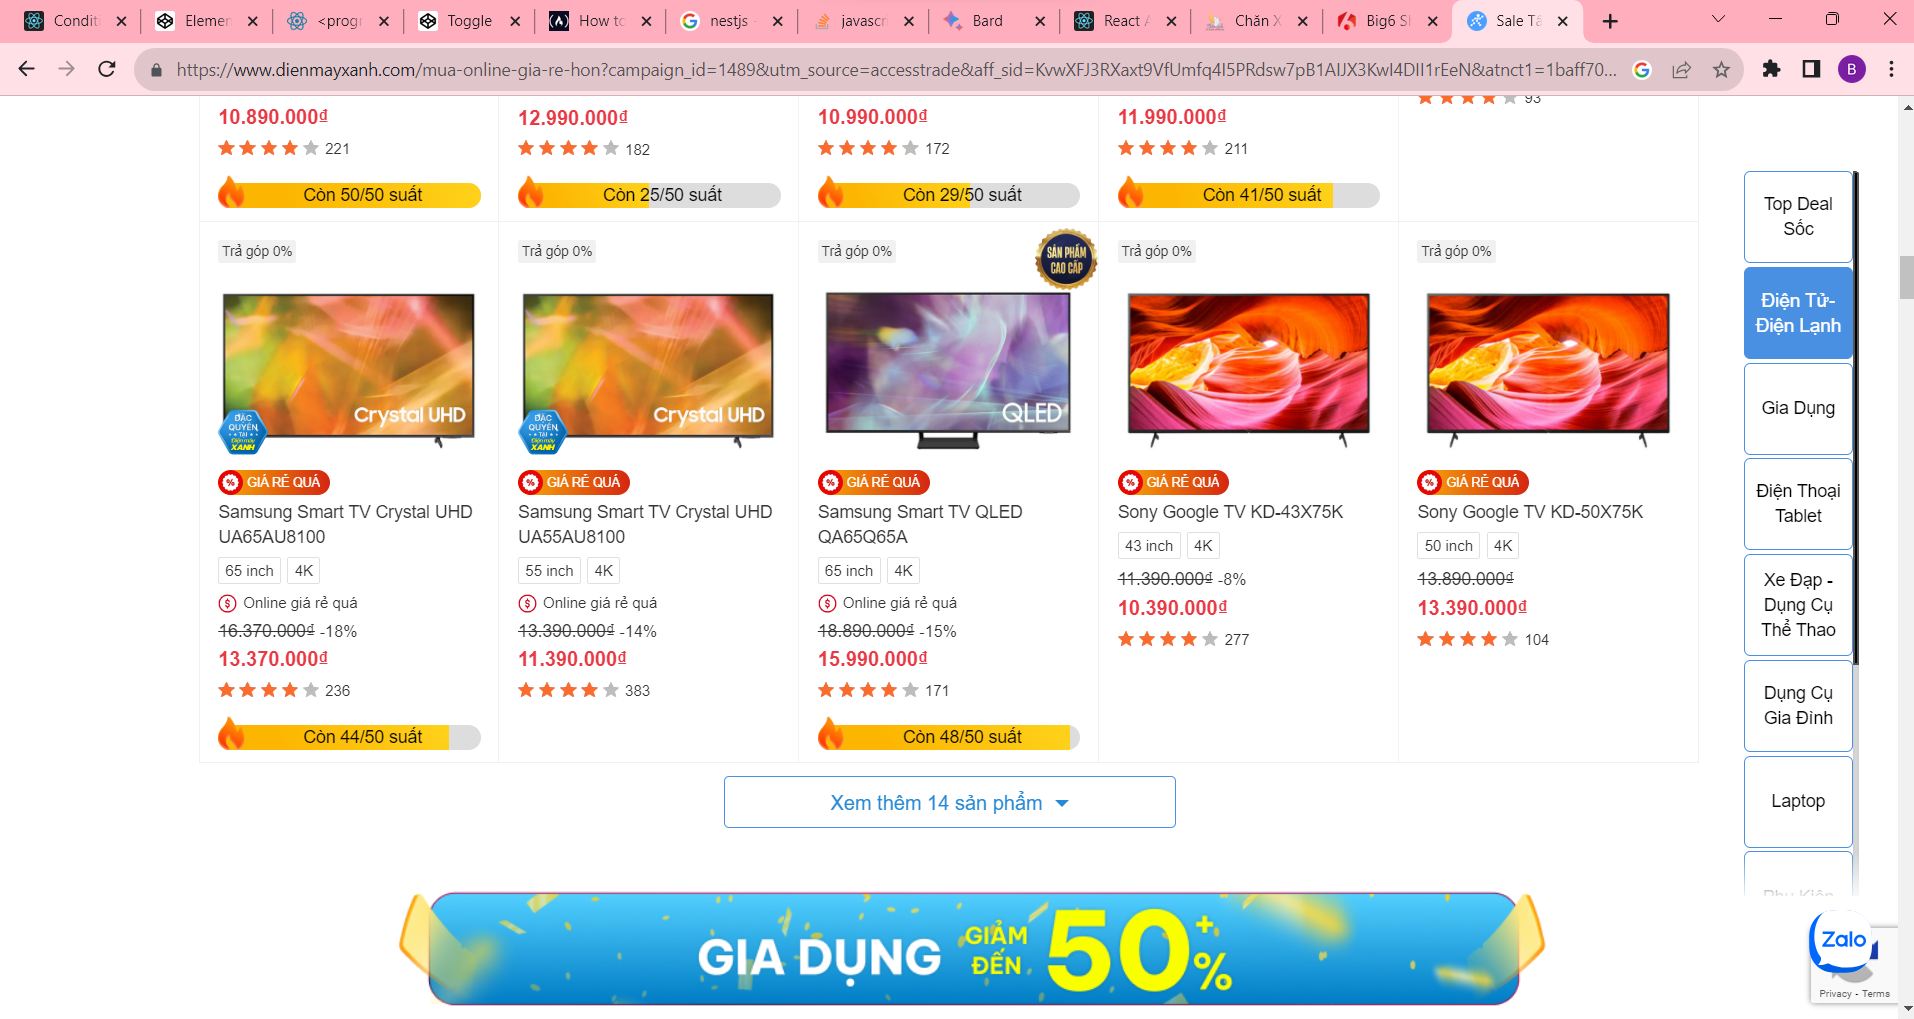 Conditi
Elemen
<progr
Toggle
How to
nestjs -
javascr
Bard
React A
Chăn X
Big6 Sh
Sale Tấ
https://www.dienmayxanh.com/mua-online-gia-re-hon?campaign_id=1489&utm_source=accesstrade&aff_sid=KvwXFJ3RXaxt9VfUmfq4I5PRdsw7pB1AIJX3KwI4DII1rEeN&atnct1=1baff70...
B
10.890.000₫
12.990.000₫
10.990.000₫
11.990.000₫
93
221
182
172
211
Còn 50/50 suất
Còn 25/50 suất
Còn 29/50 suất
Còn 41/50 suất
Trả góp 0%
Trả góp 0%
Trả góp 0%
SẢN PHẨM
CAO CẤP
Trả góp 0%
Trả góp 0%
Crystal UHD
ĐẶC
QUYỀN
TẠI
Điện máy
XANH
Crystal UHD
ĐẶC
QUYỀN
TẠI
Điện máy
XANH
QLED
% GIÁ RẺ QUÁ
% GIÁ RẺ QUÁ
% GIÁ RẺ QUÁ
% GIÁ RẺ QUÁ
% GIÁ RẺ QUÁ
Samsung Smart TV Crystal UHD
UA65AU8100
65 inch 4K
Online giá rẻ quá
16.370.000₫ -18%
13.370.000₫
236
Còn 44/50 suất
Samsung Smart TV Crystal UHD
UA55AU8100
55 inch 4K
Online giá rẻ quá
13.390.000₫ -14%
11.390.000₫
383
Samsung Smart TV QLED
QA65Q65A
65 inch 4K
Online giá rẻ quá
18.890.000₫ -15%
15.990.000₫
171
Còn 48/50 suất
Sony Google TV KD-43X75K
43 inch 4K
11.390.000₫ -8%
10.390.000₫
277
Sony Google TV KD-50X75K
50 inch 4K
13.890.000₫
13.390.000₫
104
Xem thêm 14 sản phẩm
GIA DỤNG
GIẢM
ĐẾN
50+%
Top Deal
Sốc
Điện Tử-
Điện Lạnh
Gia Dụng
Điện Thoại
Tablet
Xe Đạp -
Dụng Cụ
Thể Thao
Dụng Cụ
Gia Đình
Laptop
Phụ Kiện
Zalo
Privacy - Terms